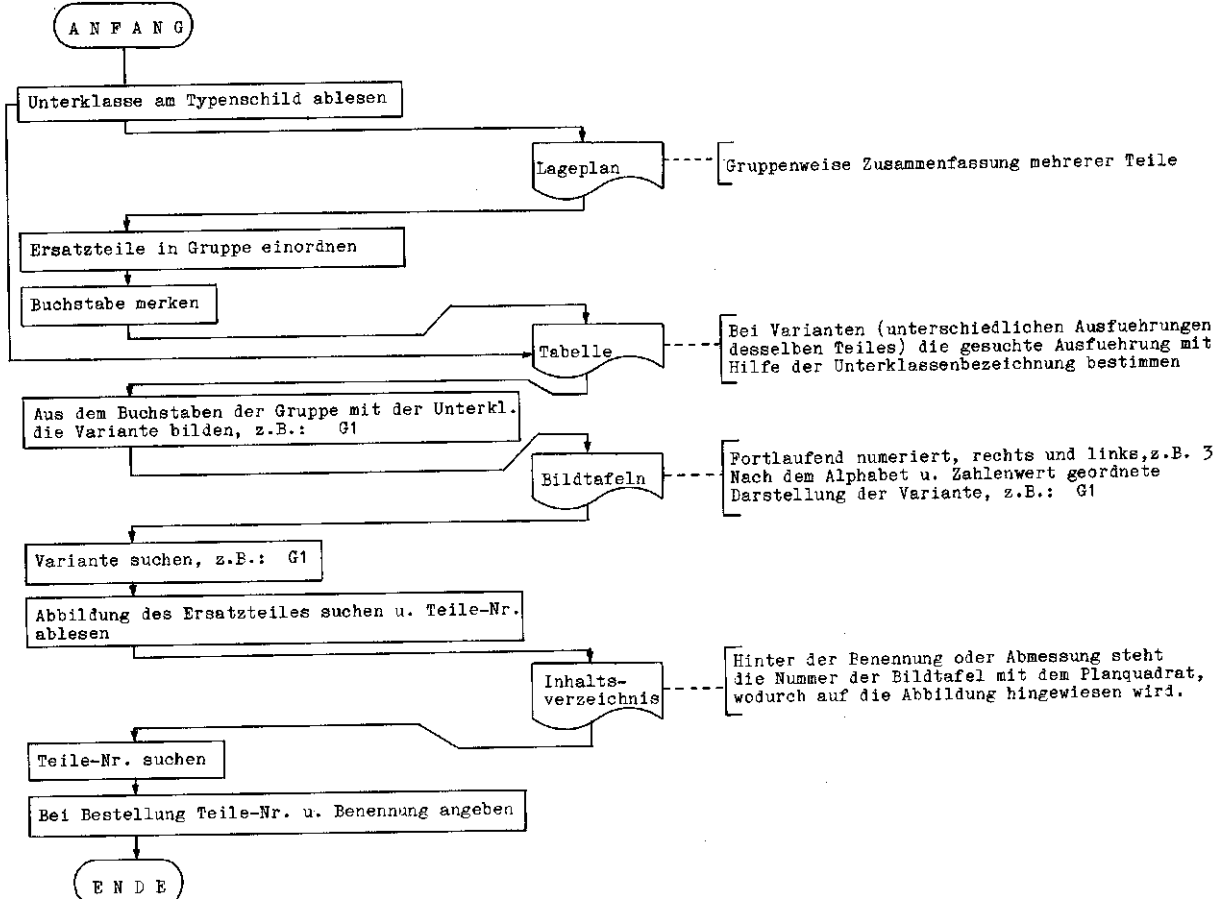 A N F A N G
Unterklasse am Typenschild ablesen
Lageplan
Gruppenweise Zusammenfassung mehrerer Teile
Ersatzteile in Gruppe einordnen
Buchstabe merken
Tabelle
Bei Varianten (unterschiedlichen Ausfuehrungen
desselben Teiles) die gesuchte Ausfuehrung mit
Hilfe der Unterklassenbezeichnung bestimmen
Aus dem Buchstaben der Gruppe mit der Unterkl.
die Variante bilden, z.B.: G1
Bildtafeln
Fortlaufend numeriert, rechts und links,z.B. 3
Nach dem Alphabet u. Zahlenwert geordnete
Darstellung der Variante, z.B.: G1
Variante suchen, z.B.: G1
Abbildung des Ersatzteiles suchen u. Teile-Nr.
ablesen
Inhalts-
verzeichnis
Hinter der Benennung oder Abmessung steht
die Nummer der Bildtafel mit dem Planquadrat,
wodurch auf die Abbildung hingewiesen wird.
Teile-Nr. suchen
Bei Bestellung Teile-Nr. u. Benennung angeben
E N D E